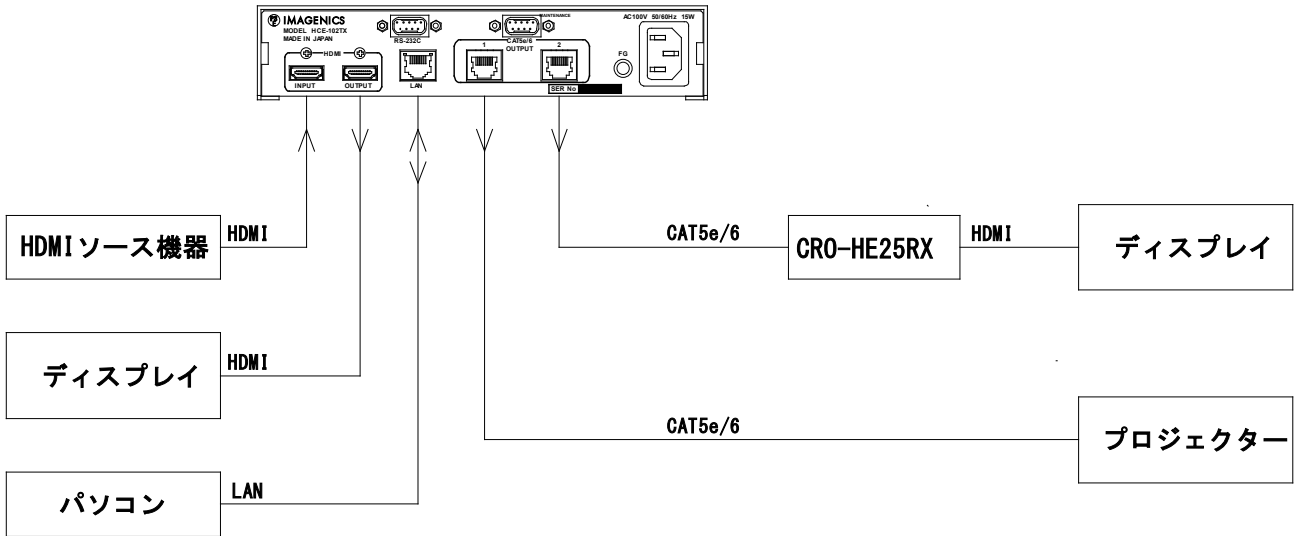 IMAGENICS
MODEL HCE-102TX
MADE IN JAPAN
HDMI
INPUT
OUTPUT
RS-232C
LAN
MAINTENANCE
CAT5e/6
OUTPUT
1
2
SER No
FG
AC100V 50/60Hz 15W
HDMIソース機器
HDMI
CAT5e/6
CRO-HE25RX
HDMI
ディスプレイ
ディスプレイ
HDMI
CAT5e/6
プロジェクター
パソコン
LAN